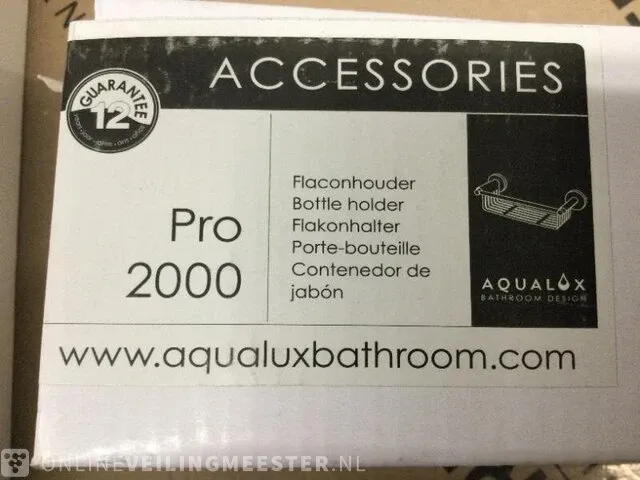 ACCESSORIES
GUARANTEE
12
Pro
2000
Flaconhouder
Bottle holder
Flakonhalter
Porte-bouteille
Contenedor de
jabón
AQUALUX
BATHROOM DESIGN
www.aqualuxbathroom.com
ONLINEVEILINGMEESTER.NL